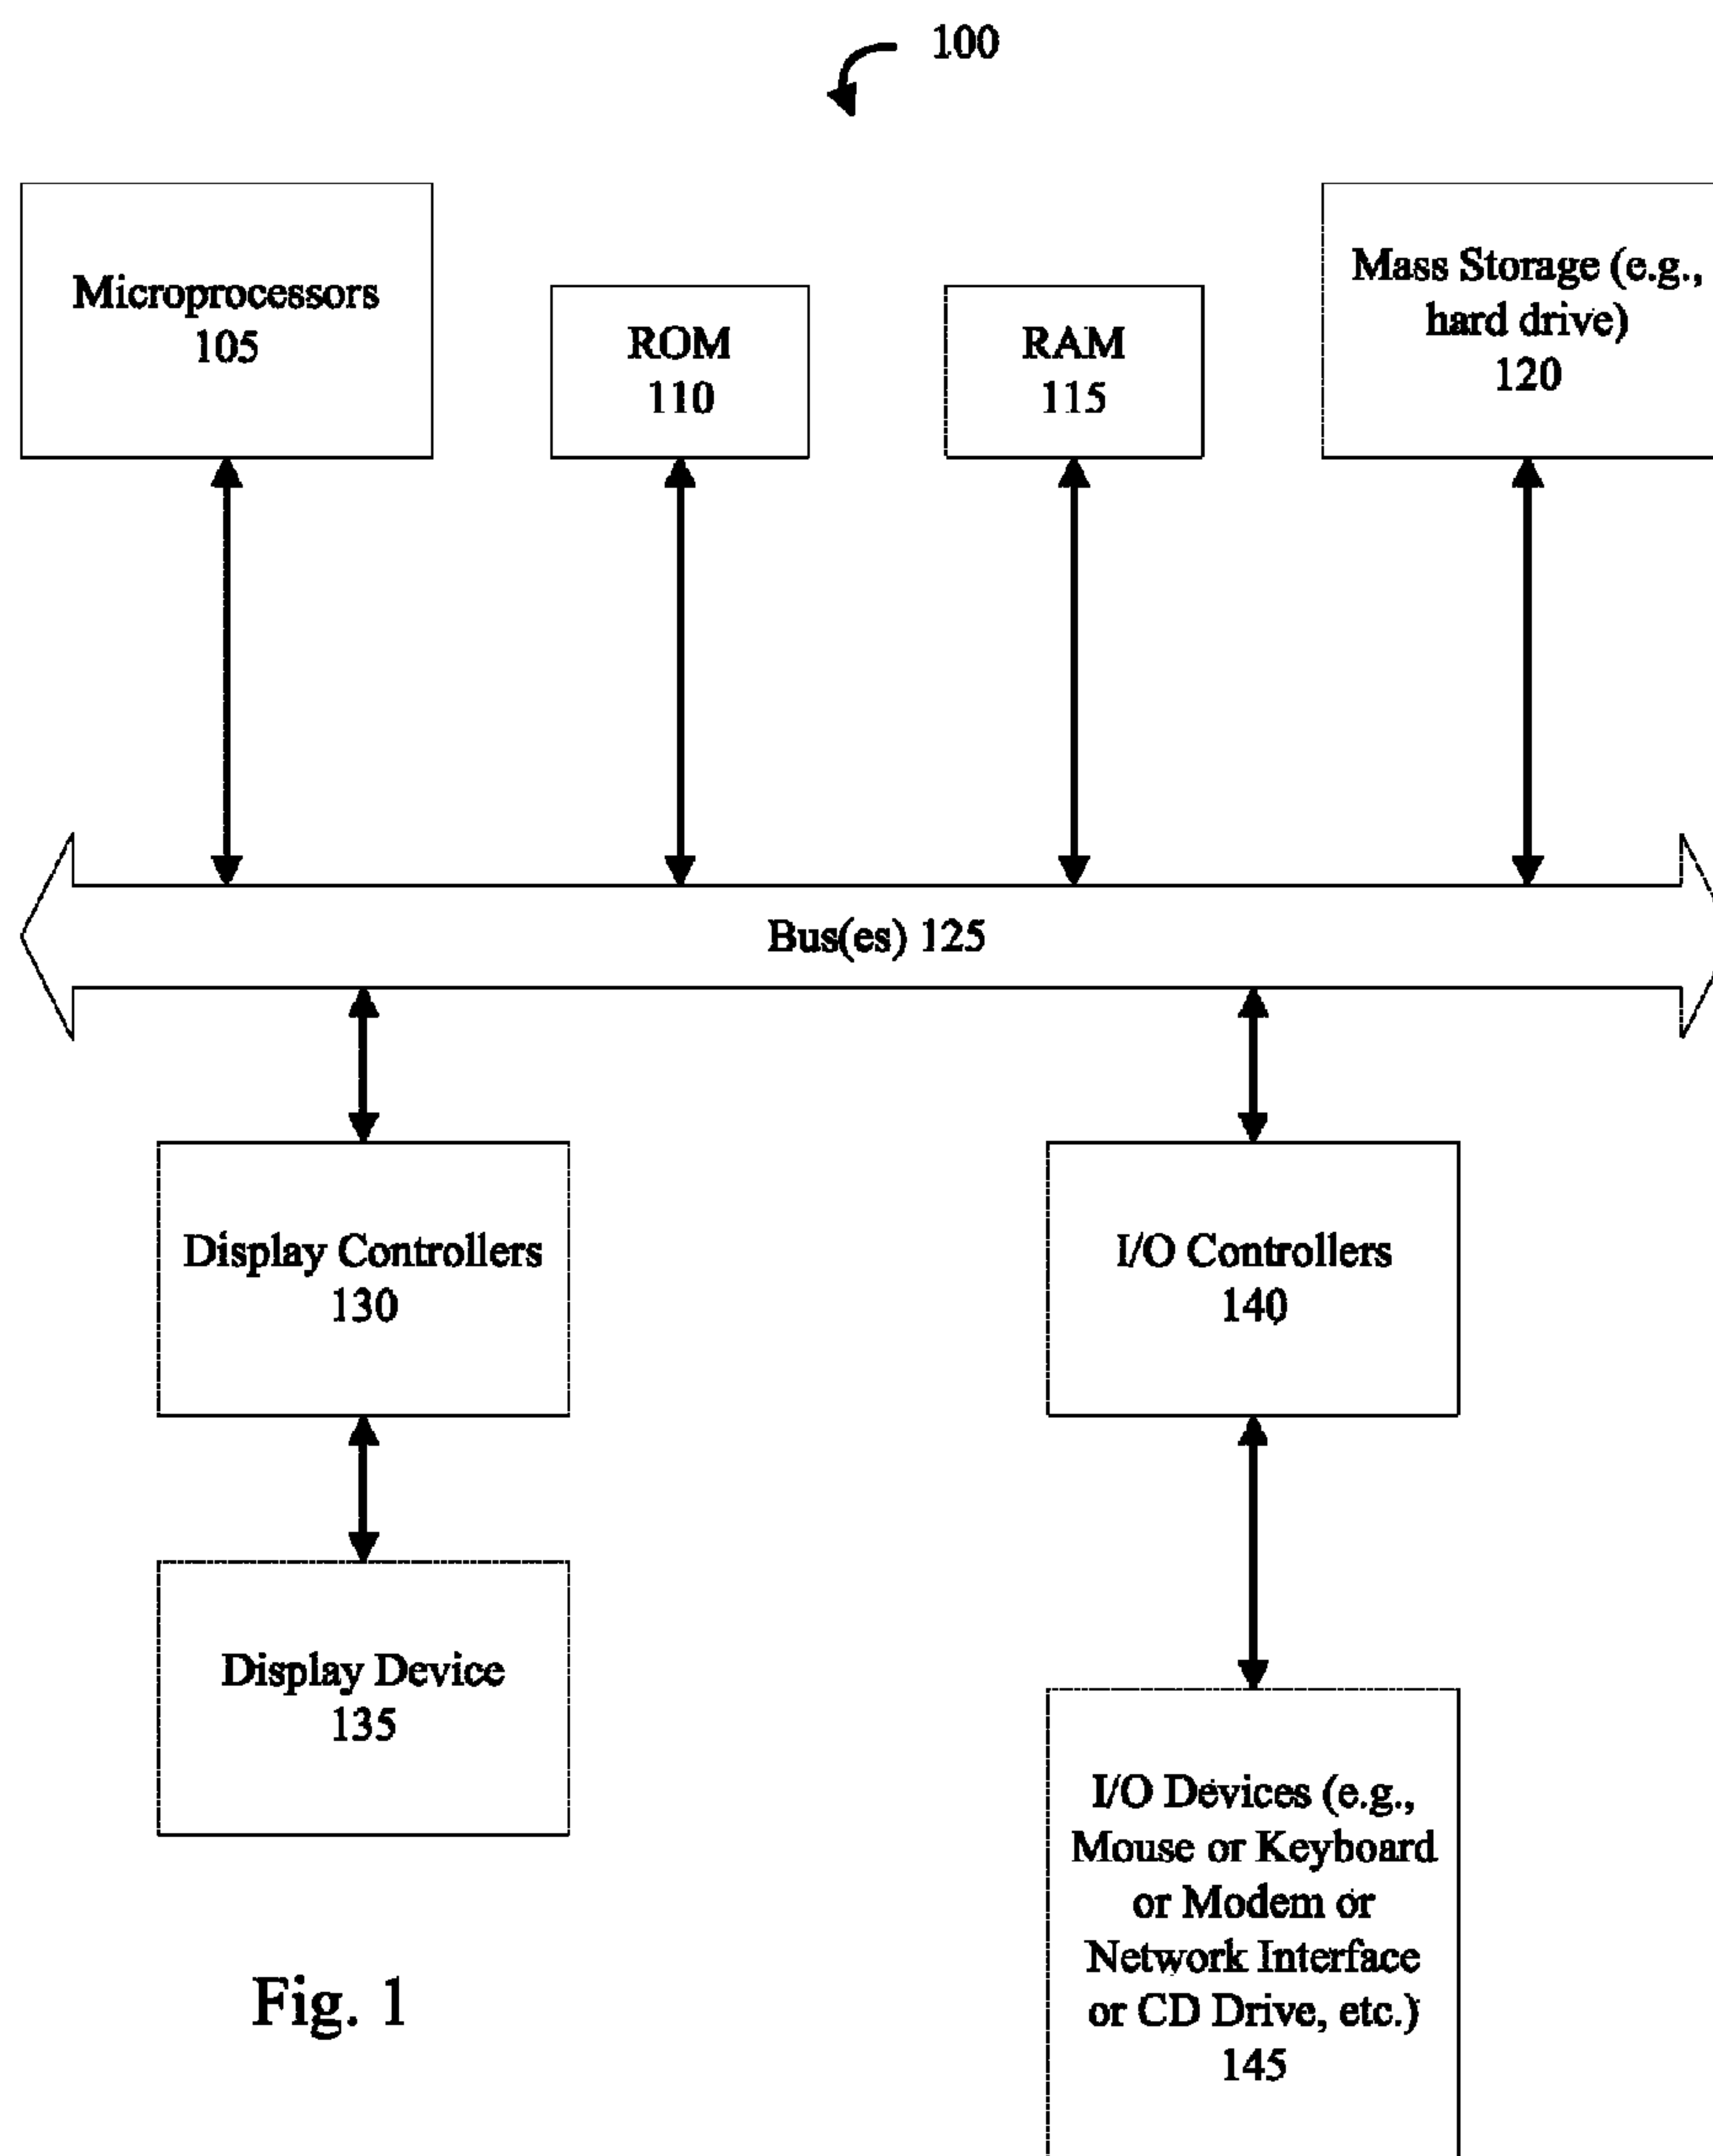 100
Microprocessors
105
ROM
110
RAM
115
Mass Storage (e.g.,
hard drive)
120
Bus(es) 125
Display Controllers
130
I/O Controllers
140
Display Device
135
I/O Devices (e.g.,
Mouse or Keyboard
or Modem or
Network Interface
or CD Drive, etc.)
145
Fig. 1